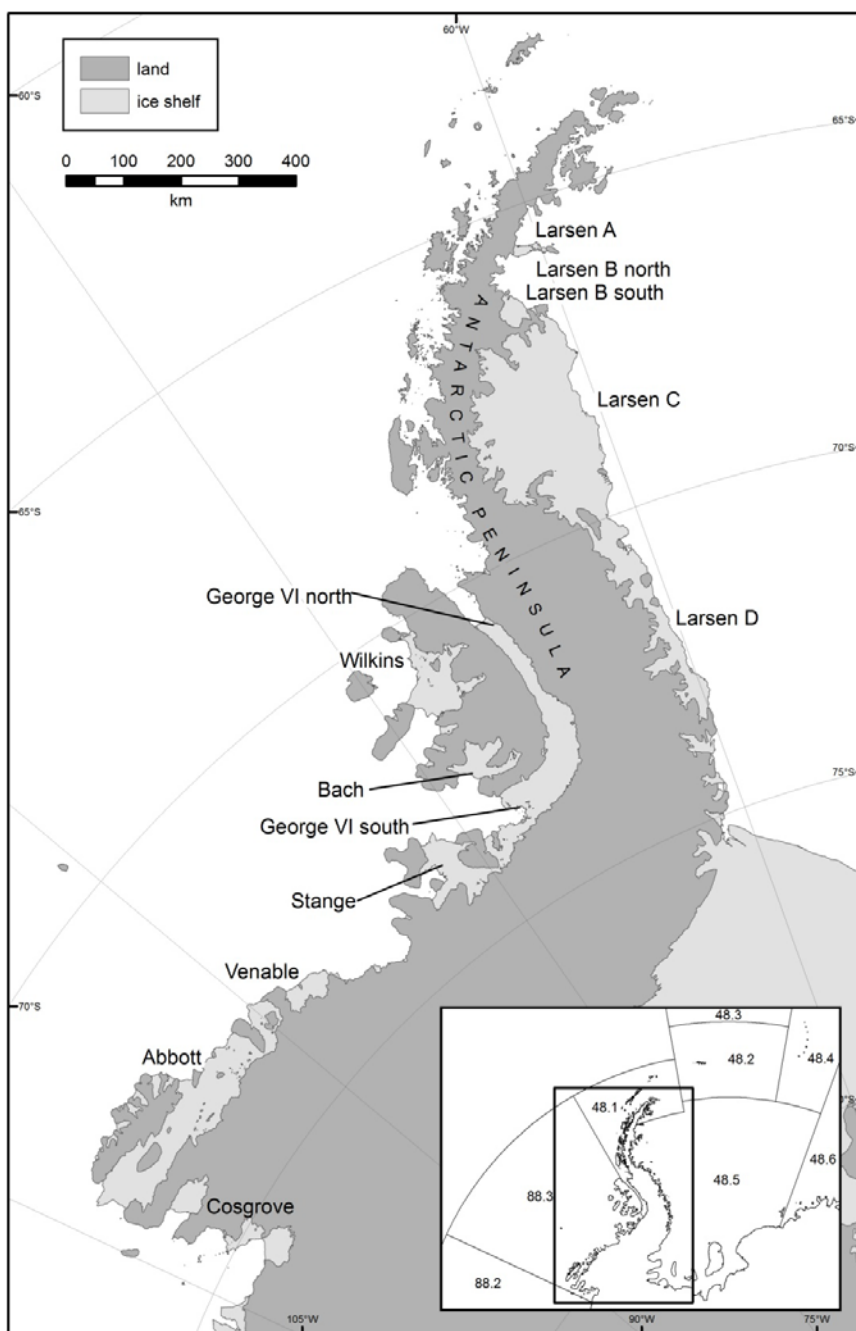 60°W
land
ice shelf
60°S
65°S
0 100 200 300 400
km
Larsen A
Larsen B north
Larsen B south
ANTARCTIC PENINSULA
Larsen C
70°S
65°S
George VI north
Larsen D
Wilkins
75°S
Bach
George VI south
Stange
Venable
70°S
Abbott
Cosgrove
48.3
48.2
48.4
48.1
48.6
48.5
88.3
88.2
105°W
90°W
75°W